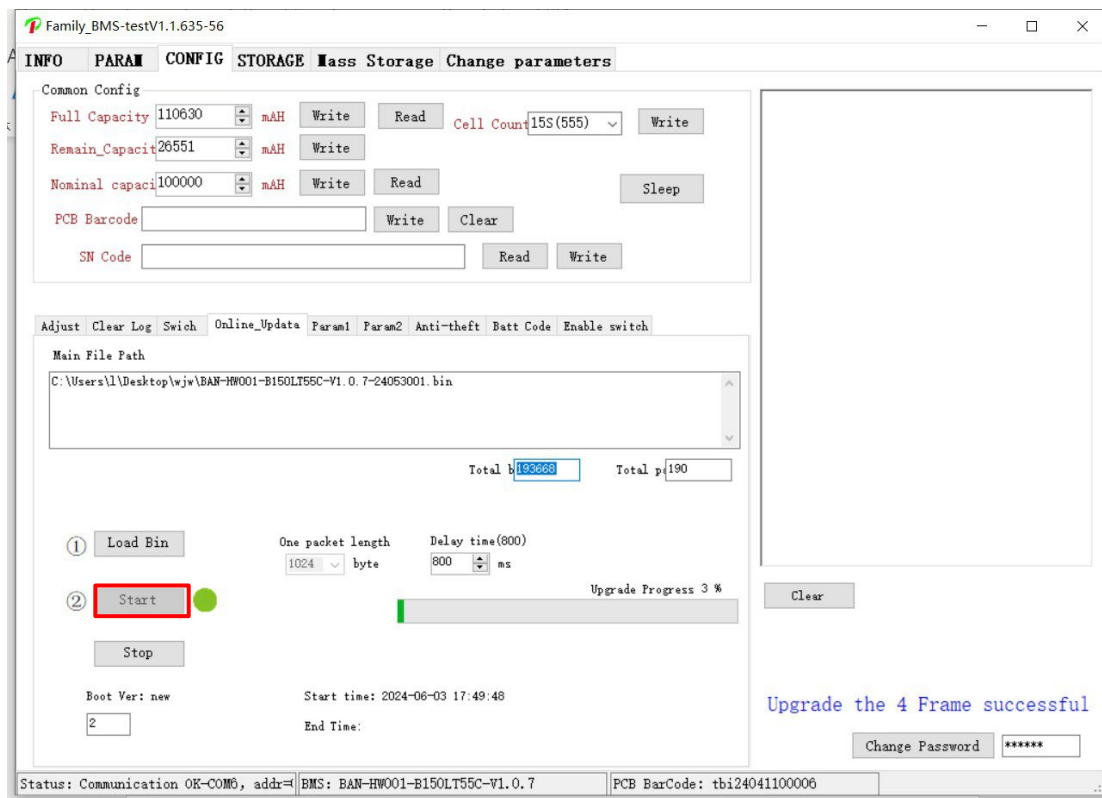 Family_BMS-testV1.1.635-56
INFO PARAM CONFIG STORAGE Mass Storage Change parameters
Common Config
Full Capacity 110630 mAH Write Read Cell Count 15S(555) Write
Remain_Capacit 26551 mAH Write
Nominal capaci 100000 mAH Write Read Sleep
PCB Barcode Write Clear
SN Code Read Write
Adjust Clear Log Swich Online_Updata Param1 Param2 Anti-theft Batt Code Enable switch
Main File Path
C:\Users\l\Desktop\wjw\BAN-HW001-B150LT55C-V1.0.7-24053001.bin
Total b 193668 Total p 190
① Load Bin One packet length Delay time(800)
1024 byte 800 ms
Upgrade Progress 3 %
② Start Clear
Stop
Boot Ver: new Start time: 2024-06-03 17:49:48
Upgrade the 4 Frame successful
2 End Time:
Change Password ******
Status: Communication OK-COM6, addr= BMS: BAN-HW001-B150LT55C-V1.0.7 PCB BarCode: tbi24041100006